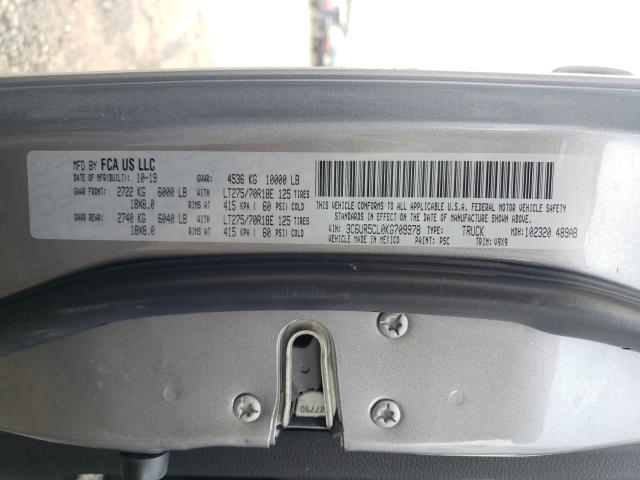 MFD BY FCA US LLC
DATE OF MFR(BUILT): 10-19 GVWR: 4536 KG 10000 LB
GAWR FRONT: 2722 KG 6000 LB WITH LT275/70R18E 125 TIRES
18X8.0 RIMS AT 415 KPA ( 60 PSI) COLD
GAWR REAR: 2740 KG 6040 LB WITH LT275/70R18E 125 TIRES
18X8.0 RIMS AT 415 KPA ( 60 PSI) COLD
THIS VEHICLE CONFORMS TO ALL APPLICABLE U.S.A. FEDERAL MOTOR VEHICLE SAFETY
STANDARDS IN EFFECT ON THE DATE OF MANUFACTURE SHOWN ABOVE.
VIN: 3C6UR5CL0KG709978 TYPE: TRUCK MDH: 102320 489AB
VEHICLE MADE IN MEXICO PAINT: PSC TRIM: V9X9
27790